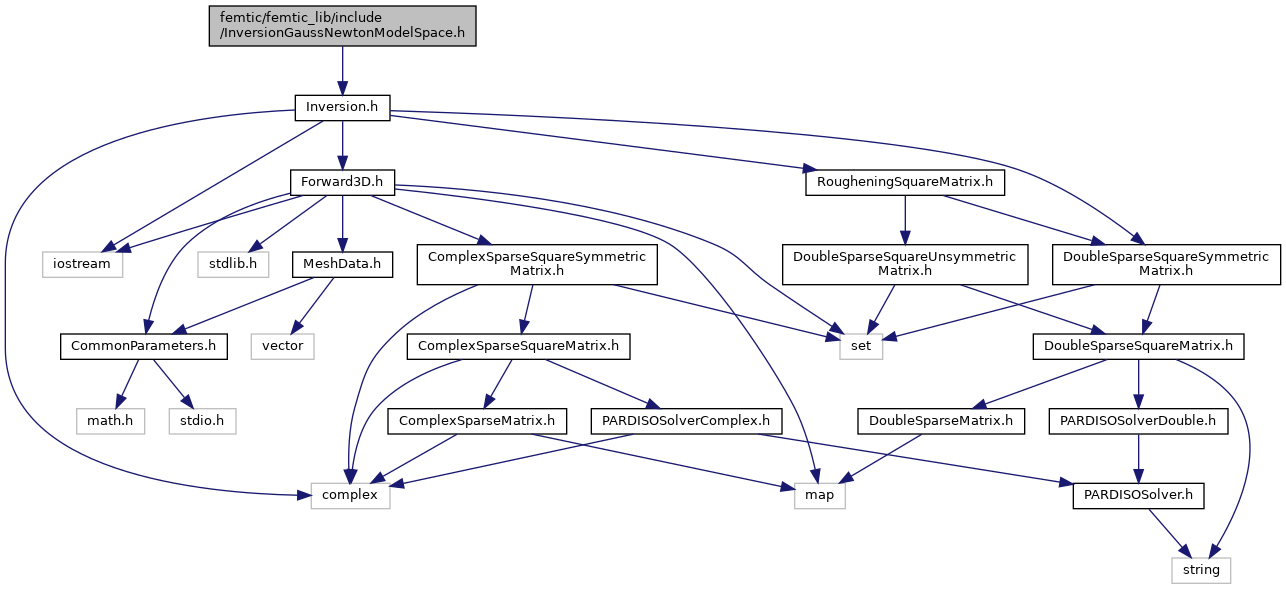 femtic/femtic_lib/include
/InversionGaussNewtonModelSpace.h
Inversion.h
Forward3D.h
RougheningSquareMatrix.h
iostream
stdlib.h
MeshData.h
ComplexSparseSquareSymmetric
Matrix.h
DoubleSparseSquareUnsymmetric
Matrix.h
DoubleSparseSquareSymmetric
Matrix.h
CommonParameters.h
vector
ComplexSparseSquareMatrix.h
set
DoubleSparseSquareMatrix.h
math.h
stdio.h
ComplexSparseMatrix.h
PARDISOSolverComplex.h
DoubleSparseMatrix.h
PARDISOSolverDouble.h
complex
map
PARDISOSolver.h
string